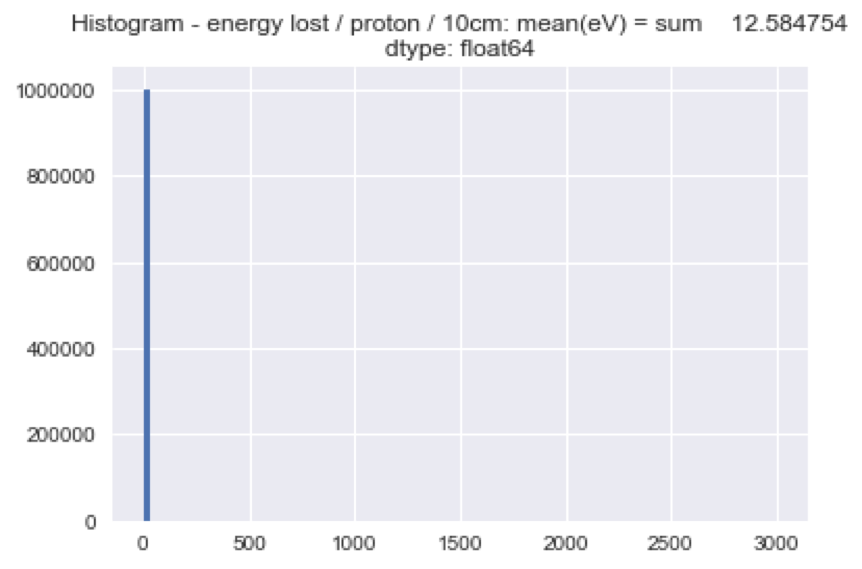 Histogram - energy lost / proton / 10cm: mean(eV) = sum    12.584754
dtype: float64
1000000
800000
600000
400000
200000
0
0 500 1000 1500 2000 2500 3000